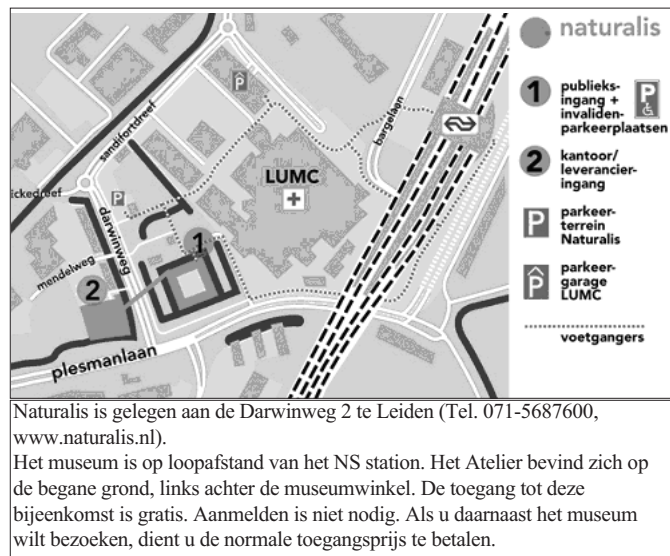 naturalis
1
publieks-
ingang +
invaliden-
parkeerplaatsen
P
2
kantoor/
leverancier-
ingang
P
parkeer-
terrein
Naturalis
P
parkeer-
garage
LUMC
voetgangers
sandifortdreef
P
bargelaan
LUMC
ickedreef
P
darwinweg
1
mendelweg
2
plesmanlaan
Naturalis is gelegen aan de Darwinweg 2 te Leiden (Tel. 071-5687600,
www.naturalis.nl).
Het museum is op loopafstand van het NS station. Het Atelier bevind zich op
de begane grond, links achter de museumwinkel. De toegang tot deze
bijeenkomst is gratis. Aanmelden is niet nodig. Als u daarnaast het museum
wilt bezoeken, dient u de normale toegangsprijs te betalen.